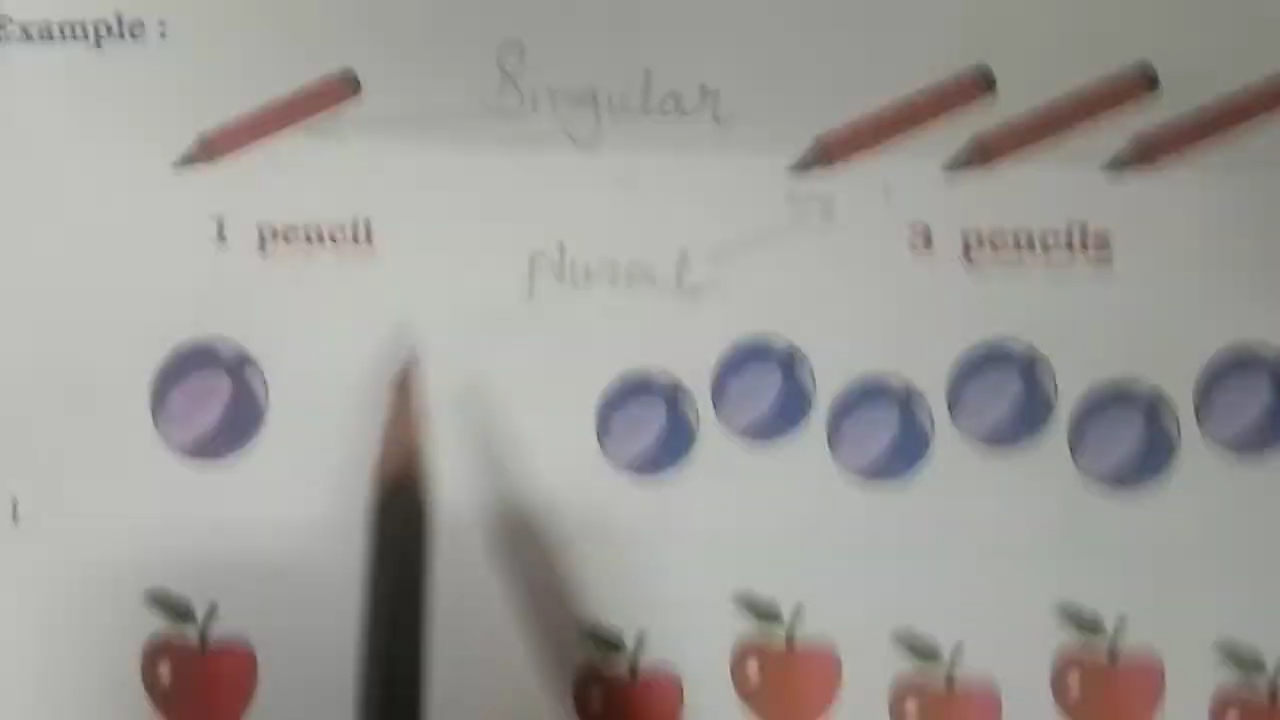 Example :
Singular
1 pencil
3 pencils
Plural